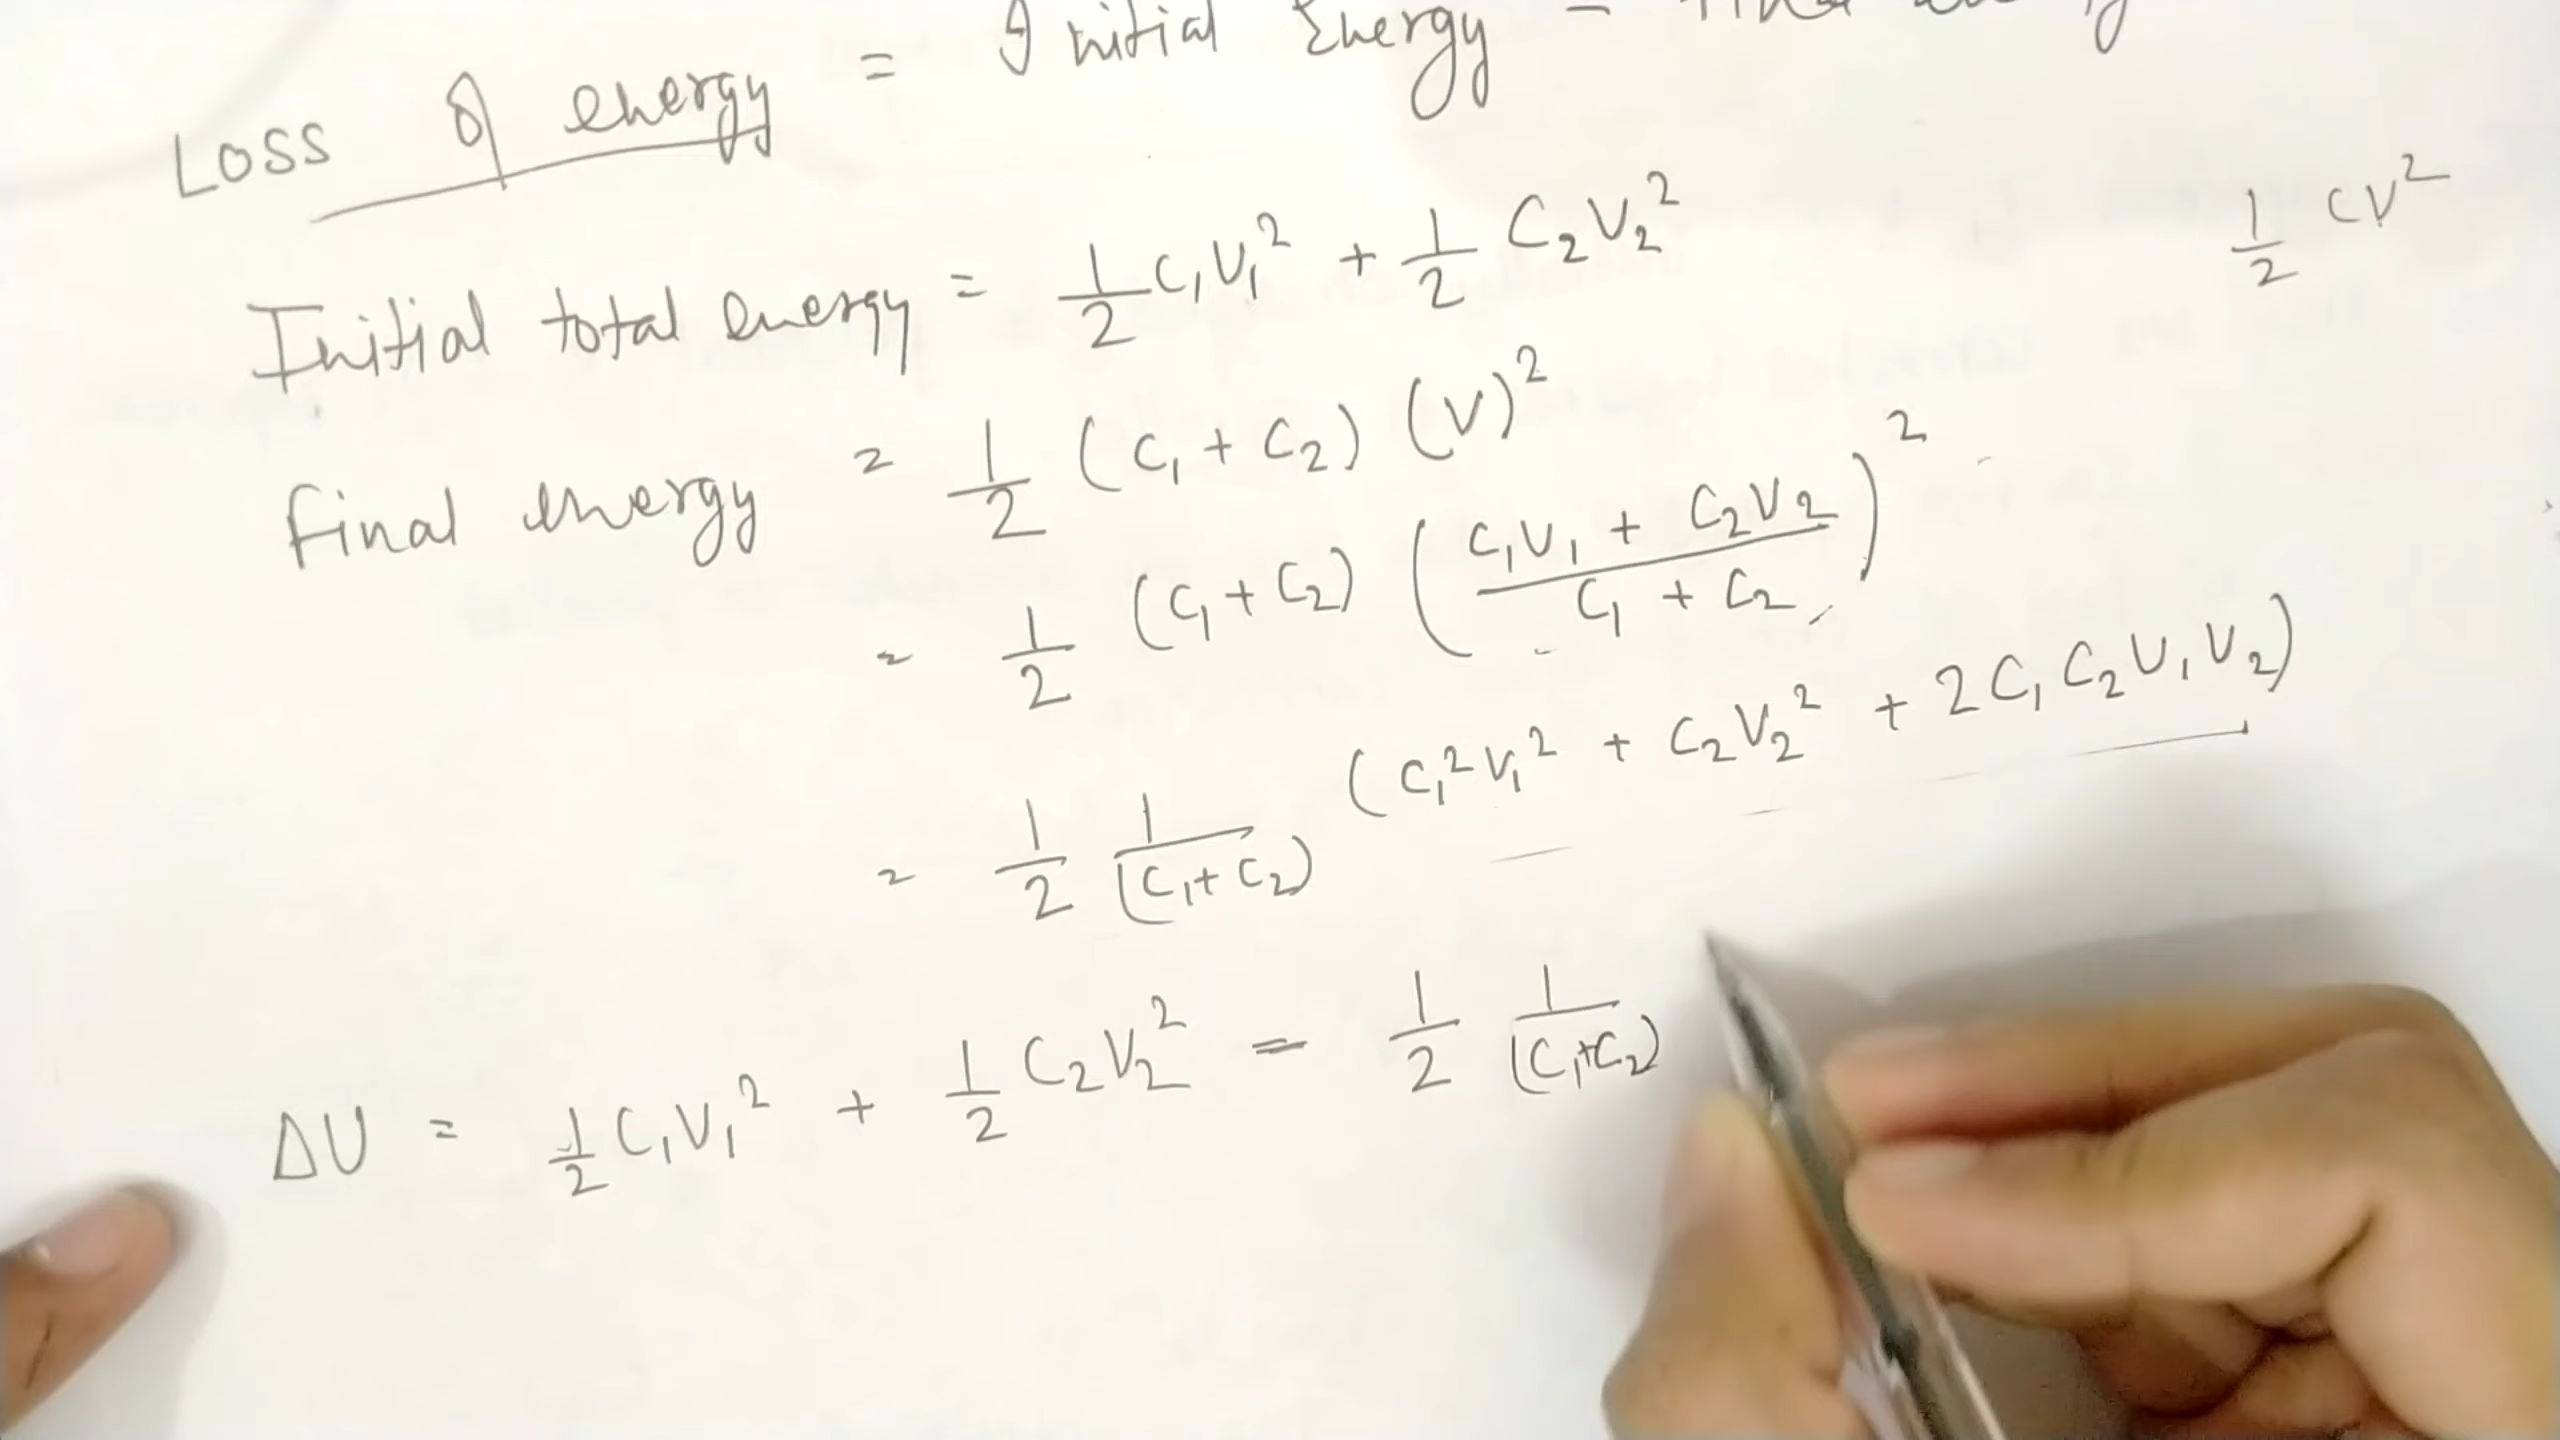 Loss of energy = Initial Energy -
Initial total energy = 1/2 C₁V₁² + 1/2 C₂V₂²
1/2 CV²
final energy = 1/2 (C₁ + C₂) (V)²
= 1/2 (C₁ + C₂) ((C₁V₁ + C₂V₂)/(C₁ + C₂))²
= 1/2 1/(C₁ + C₂) (C₁²V₁² + C₂V₂² + 2C₁C₂V₁V₂)
ΔU = 1/2 C₁V₁² + 1/2 C₂V₂² - 1/2 1/(C₁+C₂)